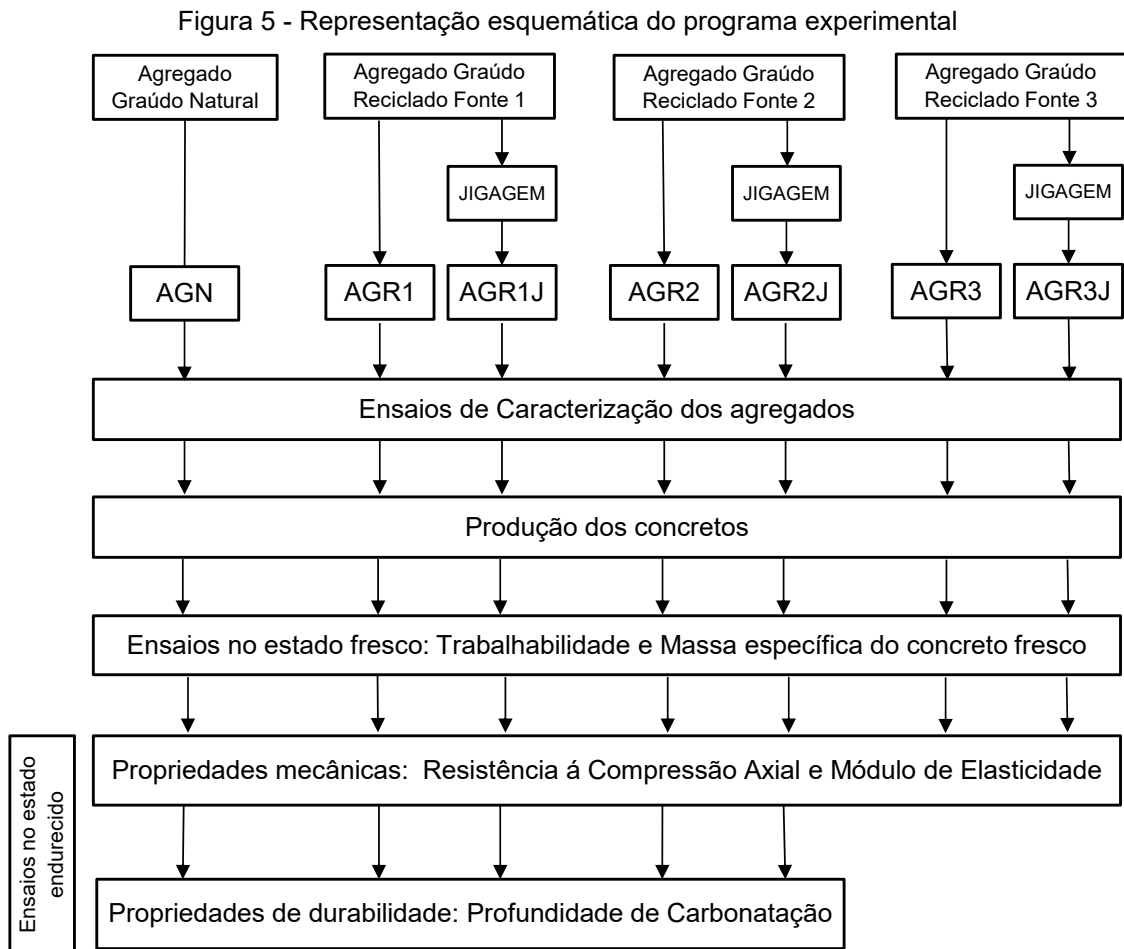 Figura 5 - Representação esquemática do programa experimental
Agregado
Graúdo Natural
Agregado Graúdo
Reciclado Fonte 1
Agregado Graúdo
Reciclado Fonte 2
Agregado Graúdo
Reciclado Fonte 3
JIGAGEM
JIGAGEM
JIGAGEM
AGN
AGR1
AGR1J
AGR2
AGR2J
AGR3
AGR3J
Ensaios de Caracterização dos agregados
Produção dos concretos
Ensaios no estado fresco: Trabalhabilidade e Massa específica do concreto fresco
Ensaios no estado
endurecido
Propriedades mecânicas: Resistência á Compressão Axial e Módulo de Elasticidade
Propriedades de durabilidade: Profundidade de Carbonatação